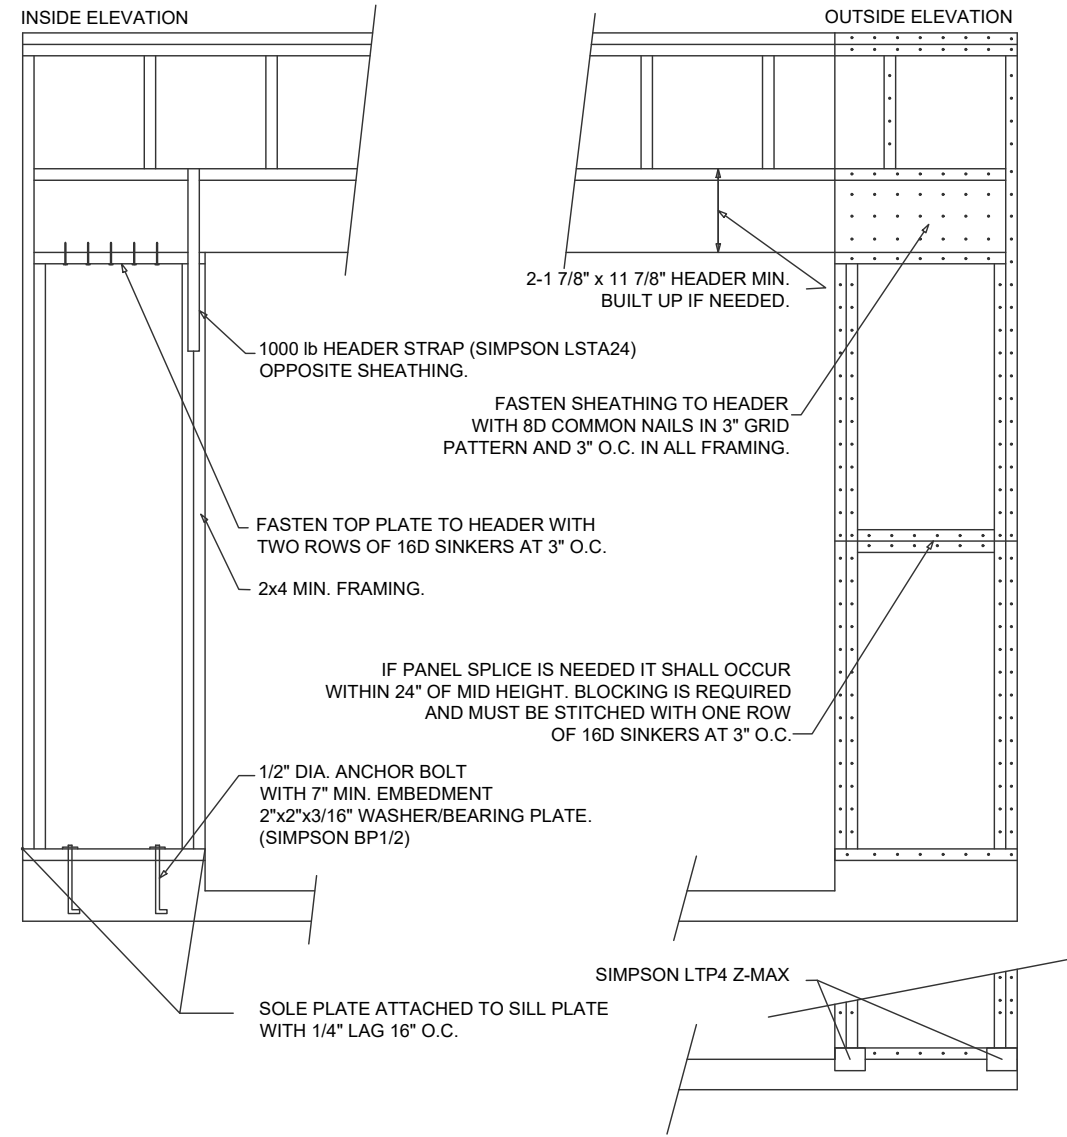 INSIDE ELEVATION
OUTSIDE ELEVATION
2-1 7/8" x 11 7/8" HEADER MIN.
BUILT UP IF NEEDED.
1000 lb HEADER STRAP (SIMPSON LSTA24)
OPPOSITE SHEATHING.
FASTEN SHEATHING TO HEADER
WITH 8D COMMON NAILS IN 3" GRID
PATTERN AND 3" O.C. IN ALL FRAMING.
FASTEN TOP PLATE TO HEADER WITH
TWO ROWS OF 16D SINKERS AT 3" O.C.
2x4 MIN. FRAMING.
IF PANEL SPLICE IS NEEDED IT SHALL OCCUR
WITHIN 24" OF MID HEIGHT. BLOCKING IS REQUIRED
AND MUST BE STITCHED WITH ONE ROW
OF 16D SINKERS AT 3" O.C.
1/2" DIA. ANCHOR BOLT
WITH 7" MIN. EMBEDMENT
2"x2"x3/16" WASHER/BEARING PLATE.
(SIMPSON BP1/2)
SIMPSON LTP4 Z-MAX
SOLE PLATE ATTACHED TO SILL PLATE
WITH 1/4" LAG 16" O.C.